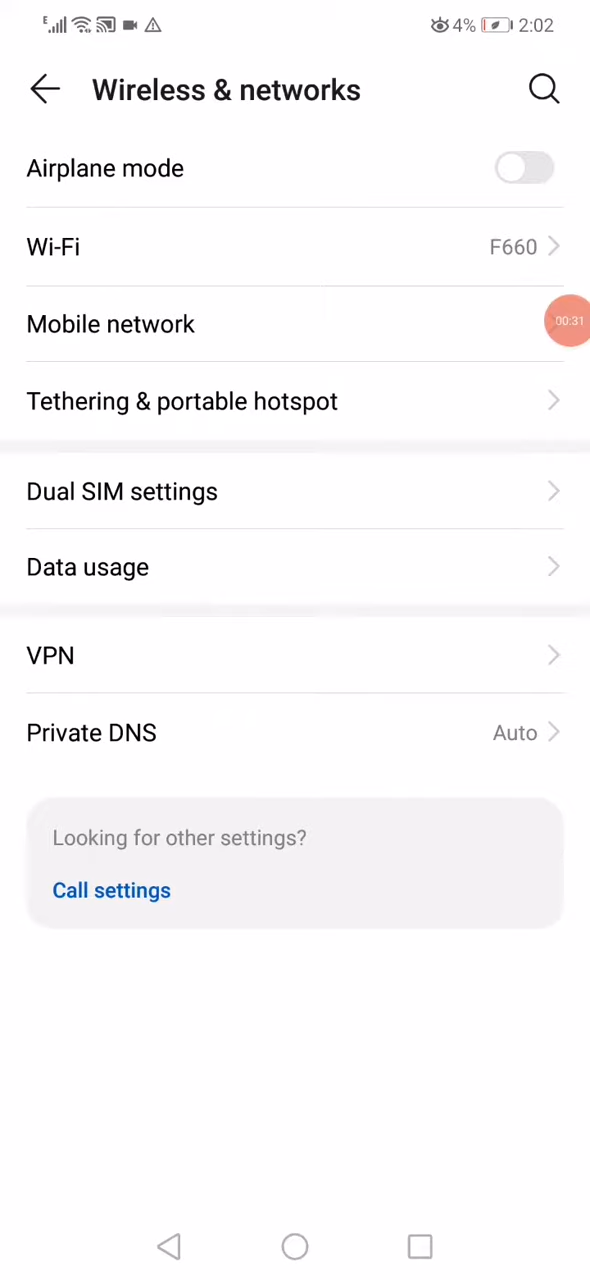 E 4% 2:02
Wireless & networks
Airplane mode
Wi-Fi F660
Mobile network
00:31
Tethering & portable hotspot
Dual SIM settings
Data usage
VPN
Private DNS Auto
Looking for other settings?
Call settings